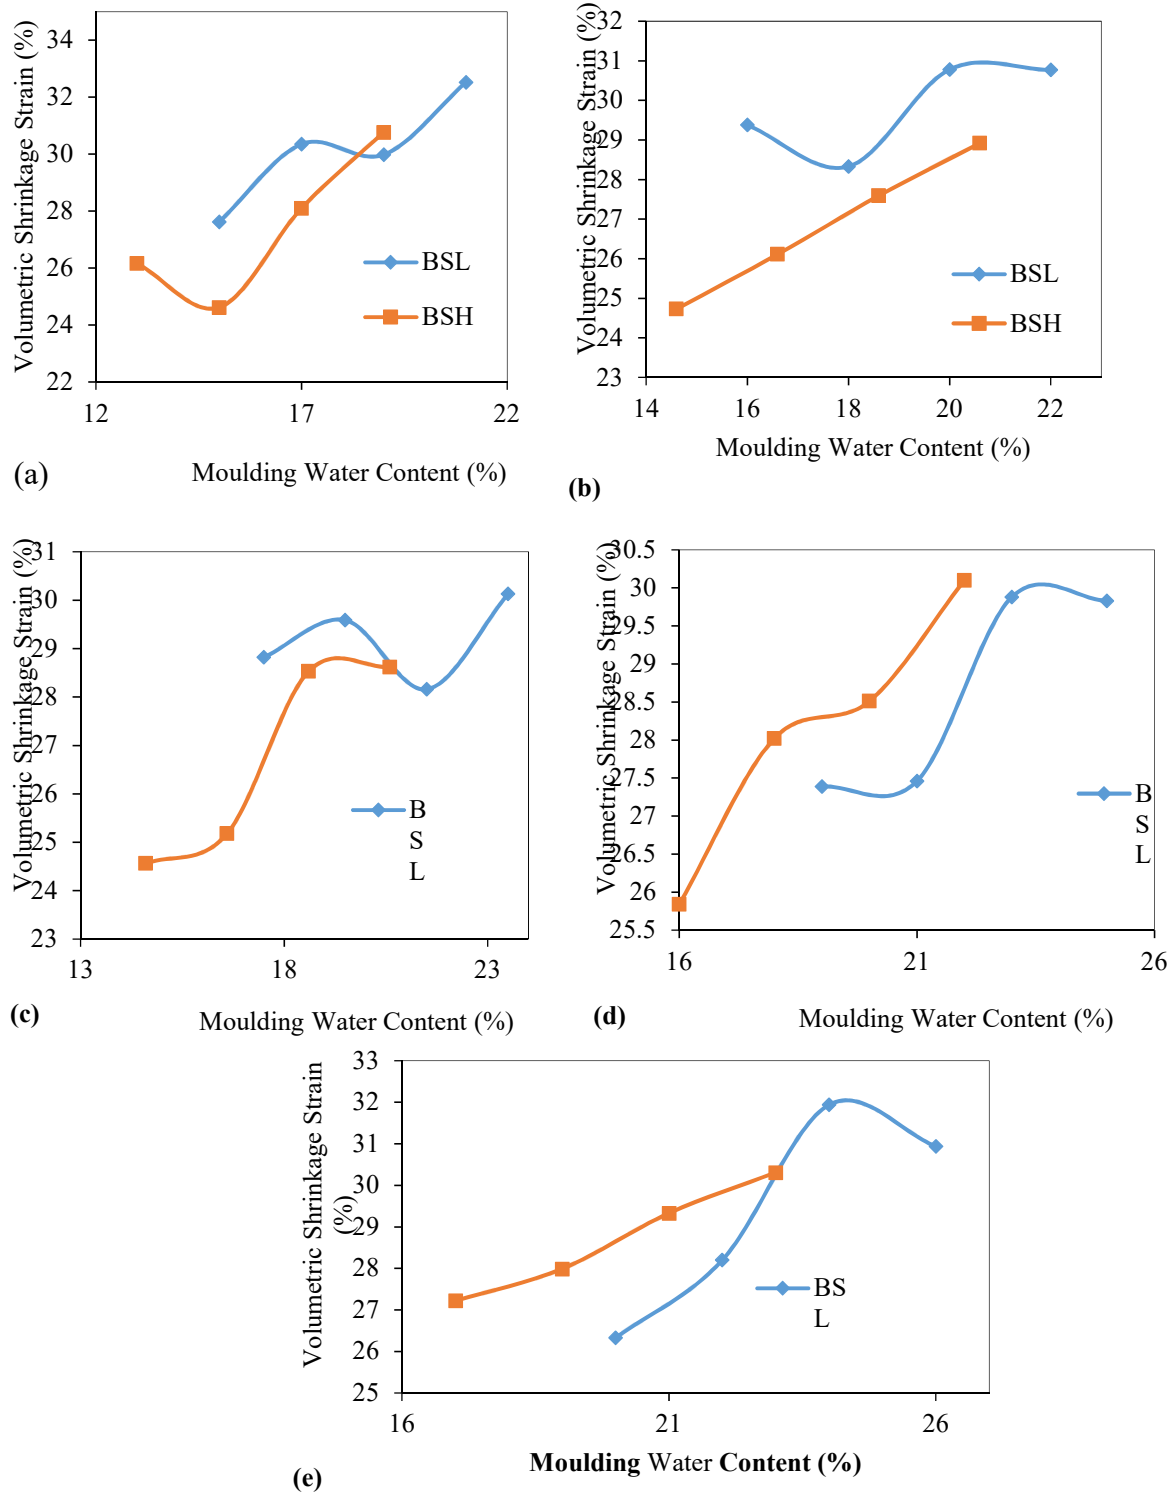 Volumetric Shrinkage Strain (%)
34
32
30
28
26
24
22
12
17
22
BSL
BSH
(a)
Moulding Water Content (%)
Volumetric Shrinkage Strain (%)
32
31
30
29
28
27
26
25
24
23
14
16
18
20
22
BSL
BSH
Moulding Water Content (%)
(b)
Volumetric Shrinkage Strain (%)
31
30
29
28
27
26
25
24
23
13
18
23
B
S
L
(c)
Moulding Water Content (%)
Volumetric Shrinkage Strain (%)
30.5
30
29.5
29
28.5
28
27.5
27
26.5
26
25.5
16
21
26
B
S
L
(d)
Moulding Water Content (%)
Volumetric Shrinkage Strain
(%)
33
32
31
30
29
28
27
26
25
16
21
26
BS
L
Moulding Water Content (%)
(e)